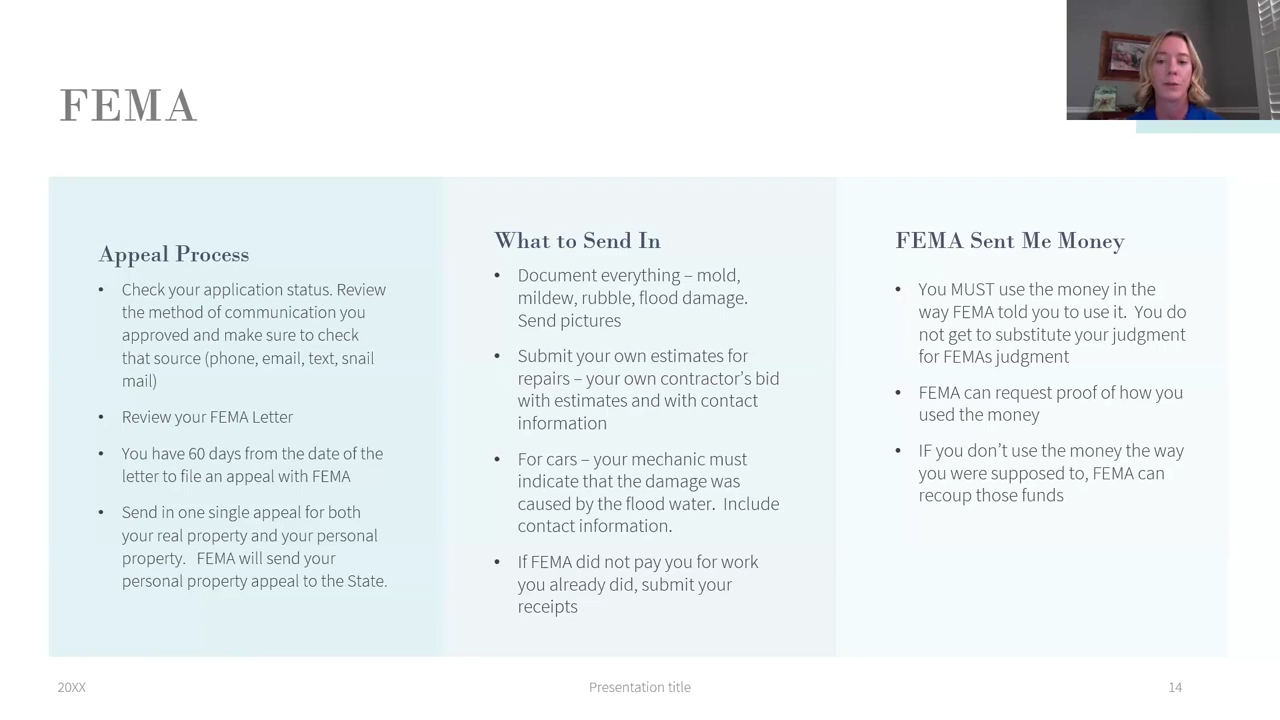 FEMA
Appeal Process
• Check your application status. Review
the method of communication you
approved and make sure to check
that source (phone, email, text, snail
mail)
• Review your FEMA Letter
• You have 60 days from the date of the
letter to file an appeal with FEMA
• Send in one single appeal for both
your real property and your personal
property.   FEMA will send your
personal property appeal to the State.
What to Send In
• Document everything – mold,
mildew, rubble, flood damage.
Send pictures
• Submit your own estimates for
repairs – your own contractor’s bid
with estimates and with contact
information
• For cars – your mechanic must
indicate that the damage was
caused by the flood water.  Include
contact information.
• If FEMA did not pay you for work
you already did, submit your
receipts
FEMA Sent Me Money
• You MUST use the money in the
way FEMA told you to use it.  You do
not get to substitute your judgment
for FEMAs judgment
• FEMA can request proof of how you
used the money
• IF you don’t use the money the way
you were supposed to, FEMA can
recoup those funds
20XX
Presentation title
14